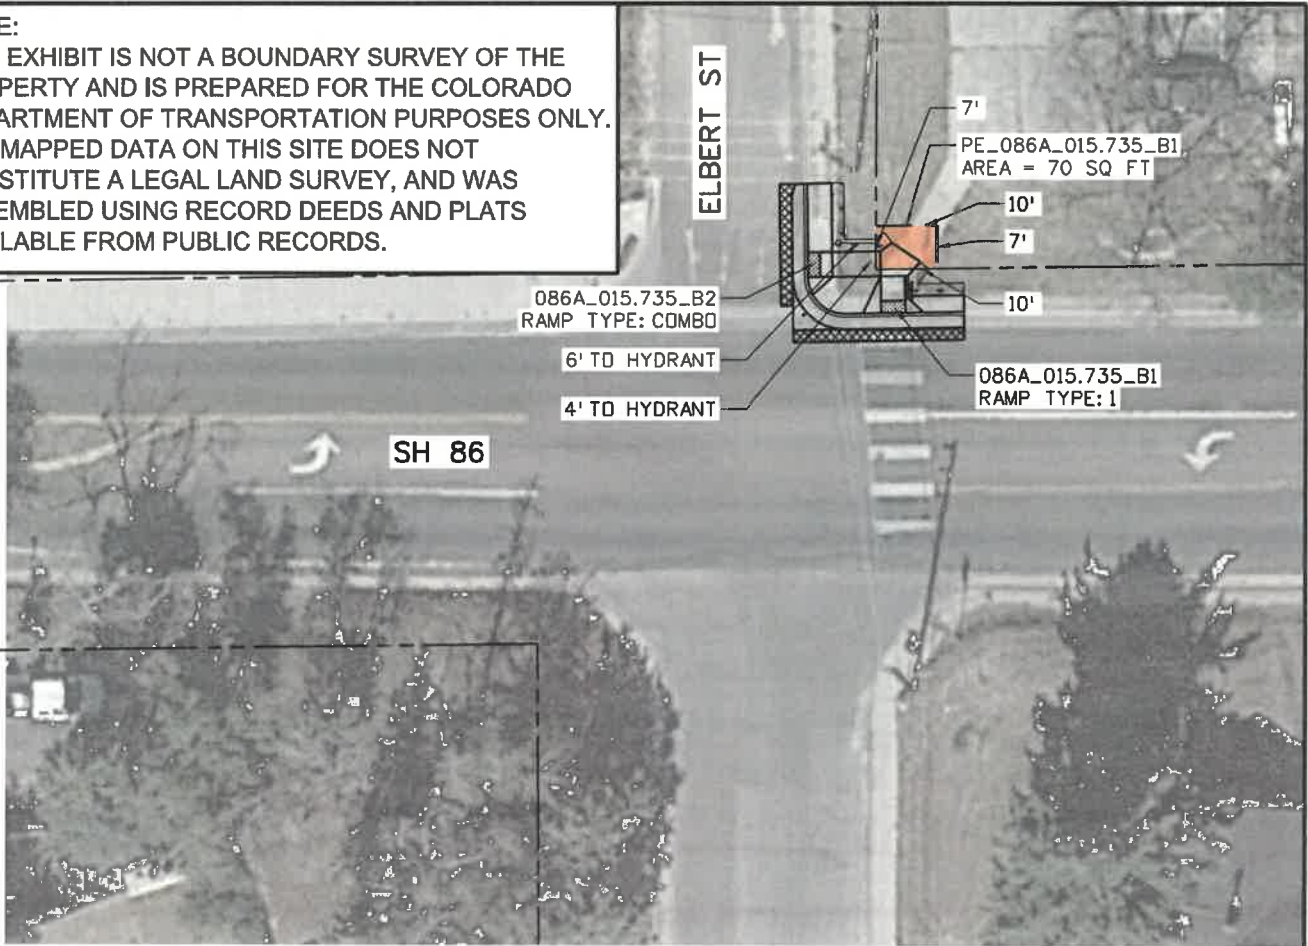 E:
EXHIBIT IS NOT A BOUNDARY SURVEY OF THE
PERTY AND IS PREPARED FOR THE COLORADO
ARTMENT OF TRANSPORTATION PURPOSES ONLY.
MAPPED DATA ON THIS SITE DOES NOT
STITUTE A LEGAL LAND SURVEY, AND WAS
EMBLED USING RECORD DEEDS AND PLATS
LABLE FROM PUBLIC RECORDS.
ELBERT ST
7'
PE_086A_015.735_B1
AREA = 70 SQ FT
10'
7'
10'
086A_015.735_B2
RAMP TYPE: COMBO
6' TO HYDRANT
4' TO HYDRANT
086A_015.735_B1
RAMP TYPE: 1
SH 86